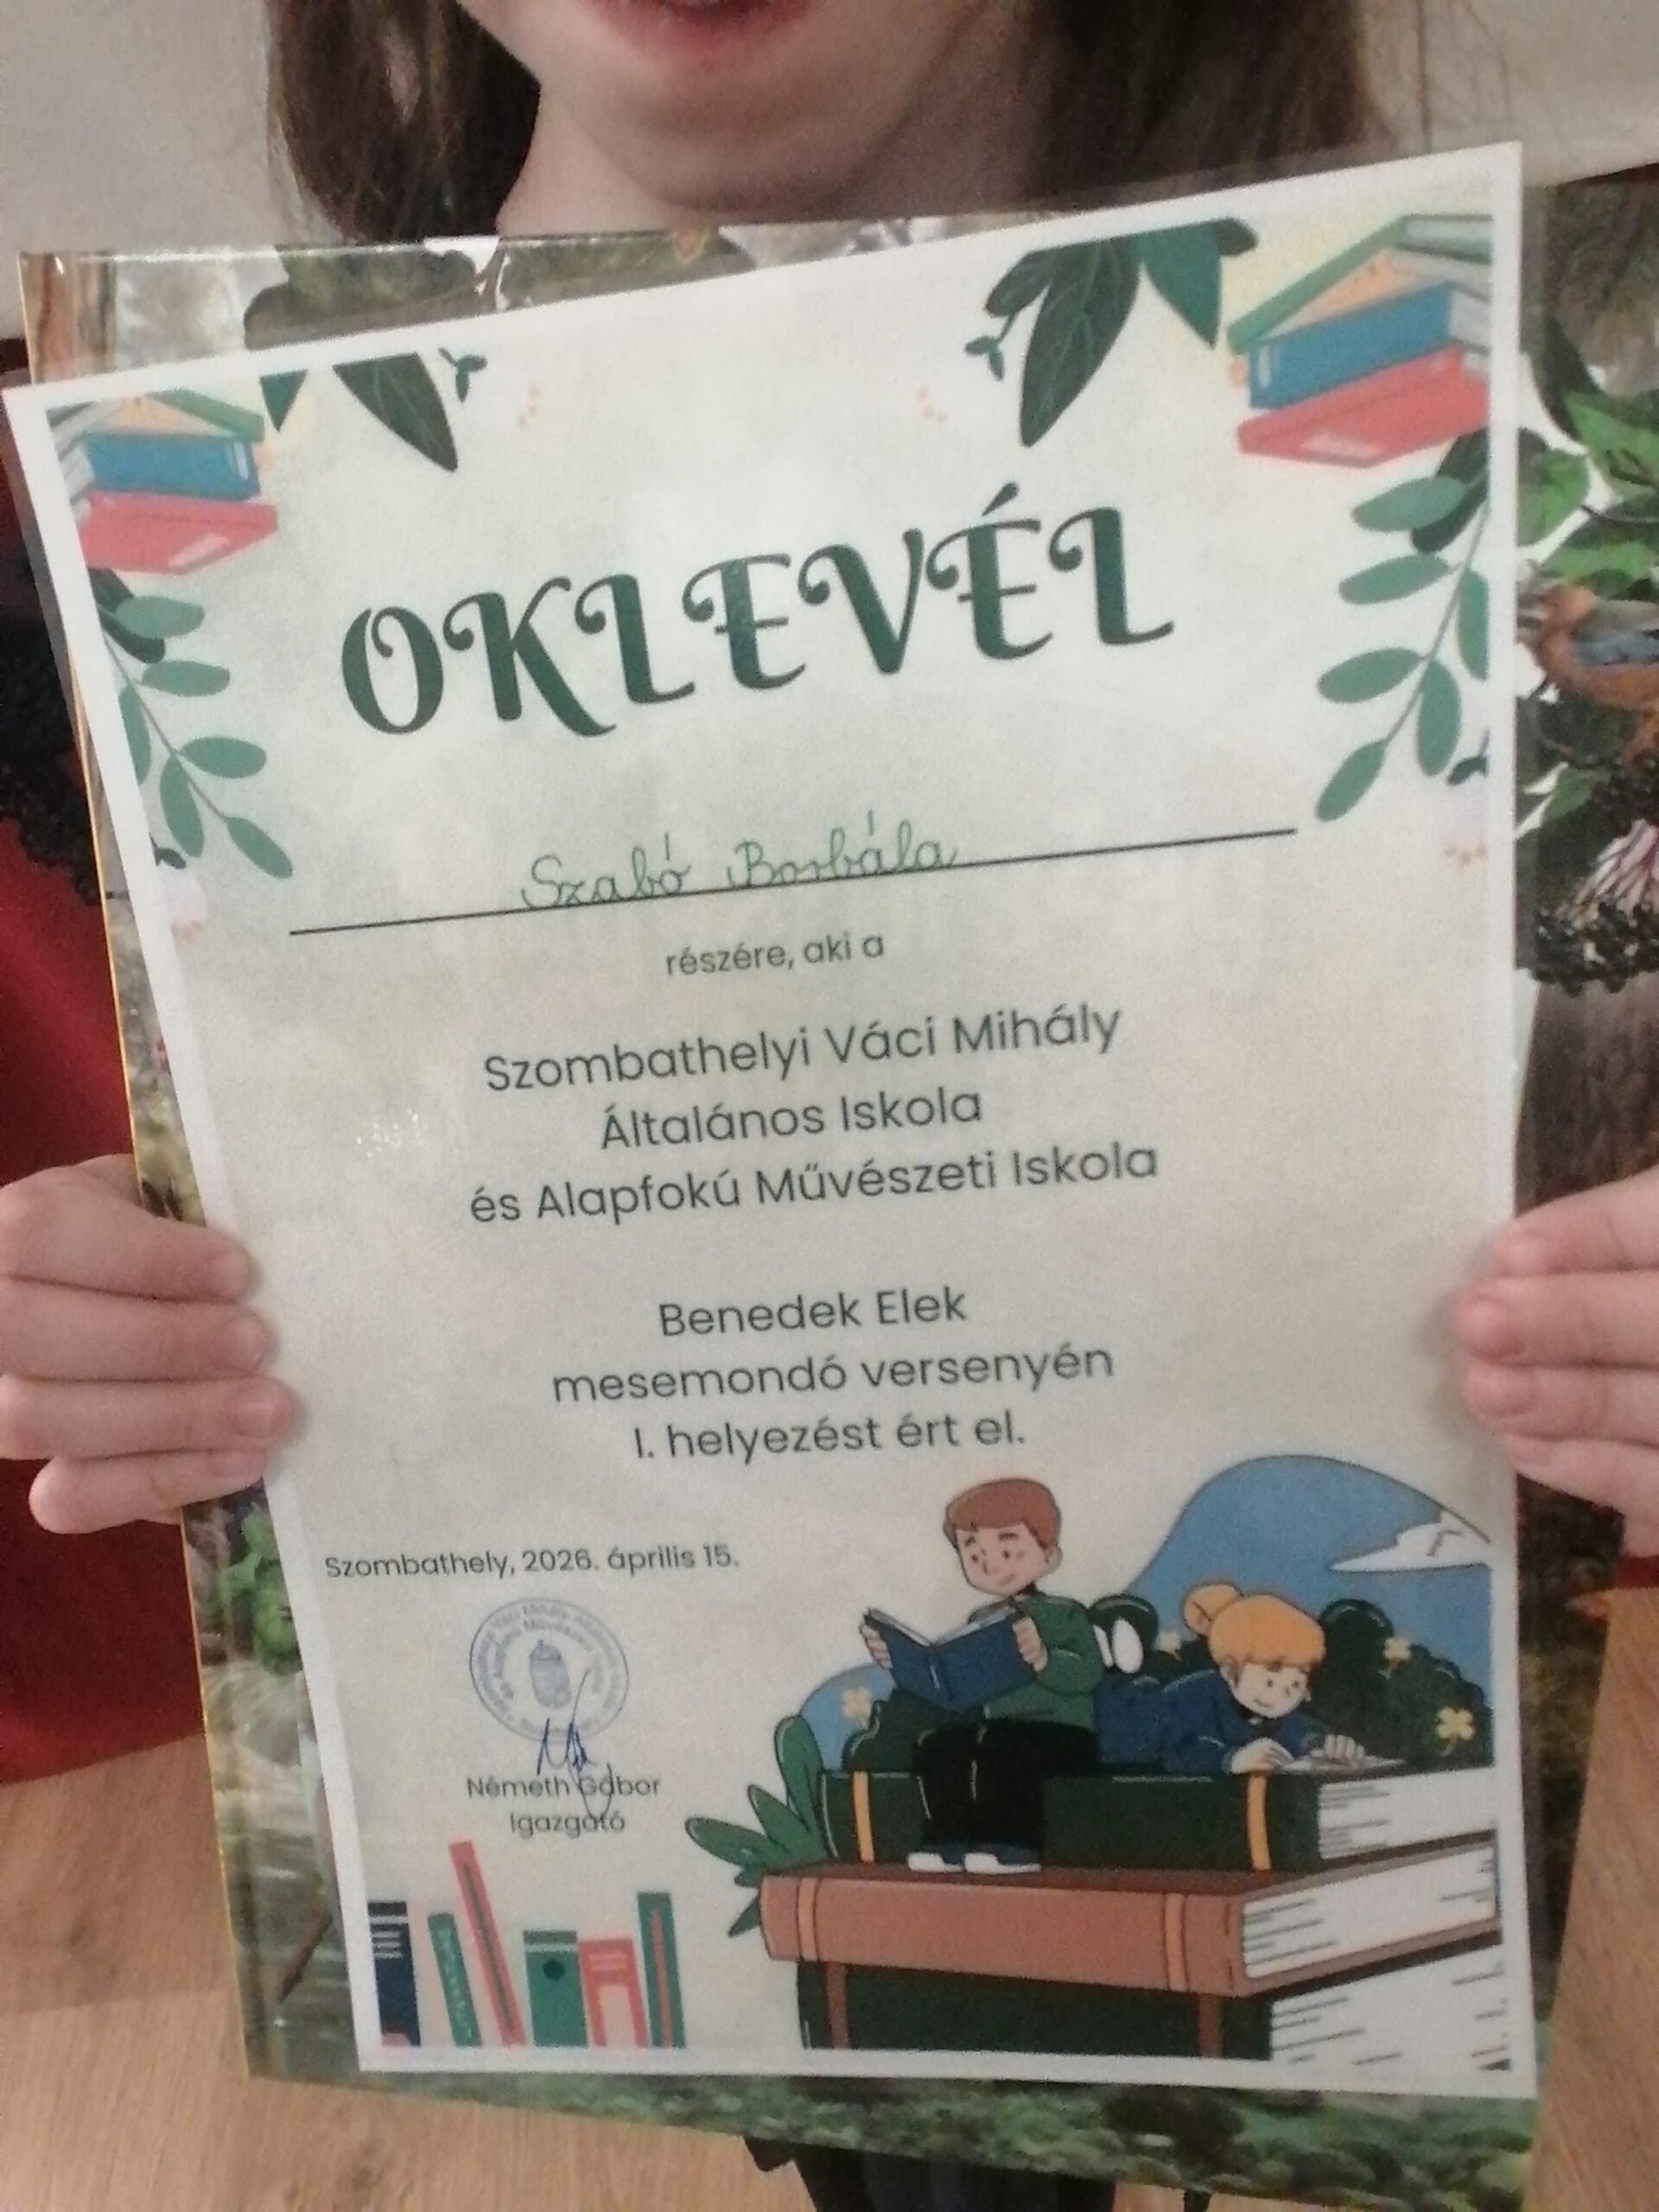 OKLEVÉL
Szabó Borbála
részére, aki a
Szombathelyi Váci Mihály
Általános Iskola
és Alapfokú Művészeti Iskola
Benedek Elek
mesemondó versenyén
I. helyezést ért el.
Szombathely, 2026. április 15.
Németh Gábor
Igazgató